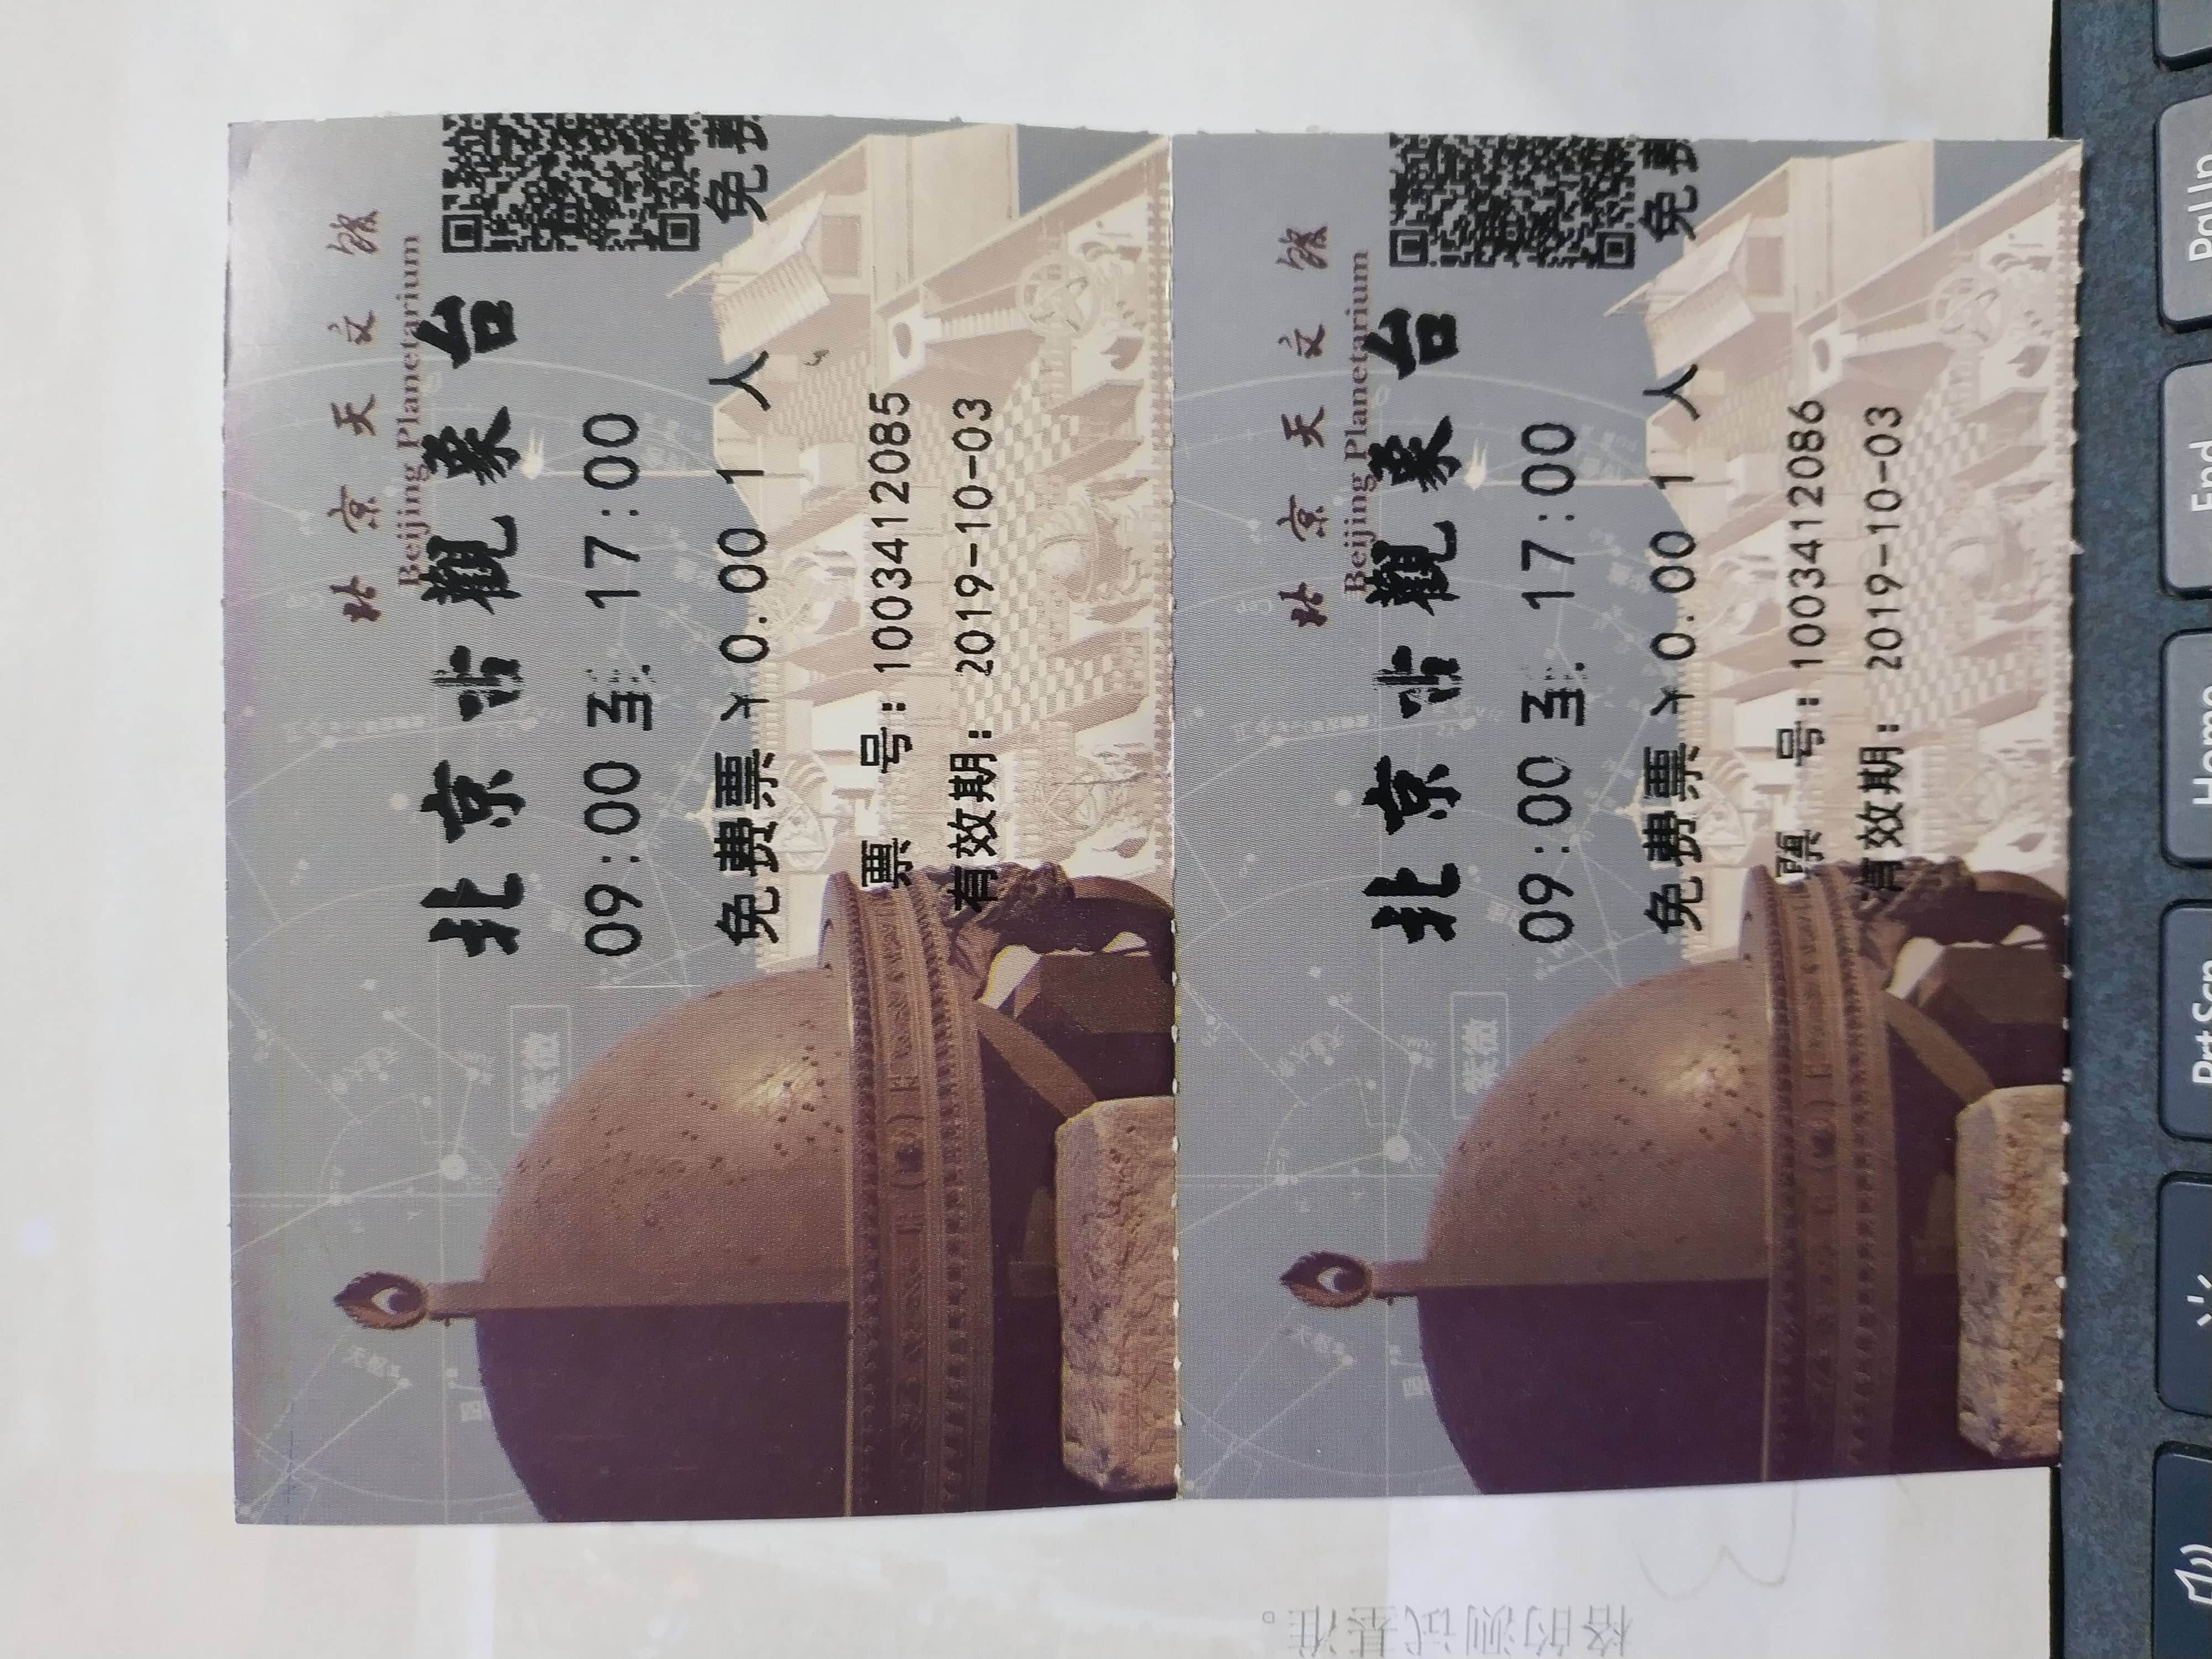 北京天文館
Beijing Planetarium
北京古觀象台
09:00 至 17:00
免费票 ¥ 0.00 1 人
免费
票 号: 1003412085
有效期: 2019-10-03
紫微
北京天文館
Beijing Planetarium
北京古觀象台
09:00 至 17:00
免费票 ¥ 0.00 1 人
免费
票 号: 1003412086
有效期: 2019-10-03
紫微
Cep
格的测试基准。
Prt Scn
Home
End
PgUp